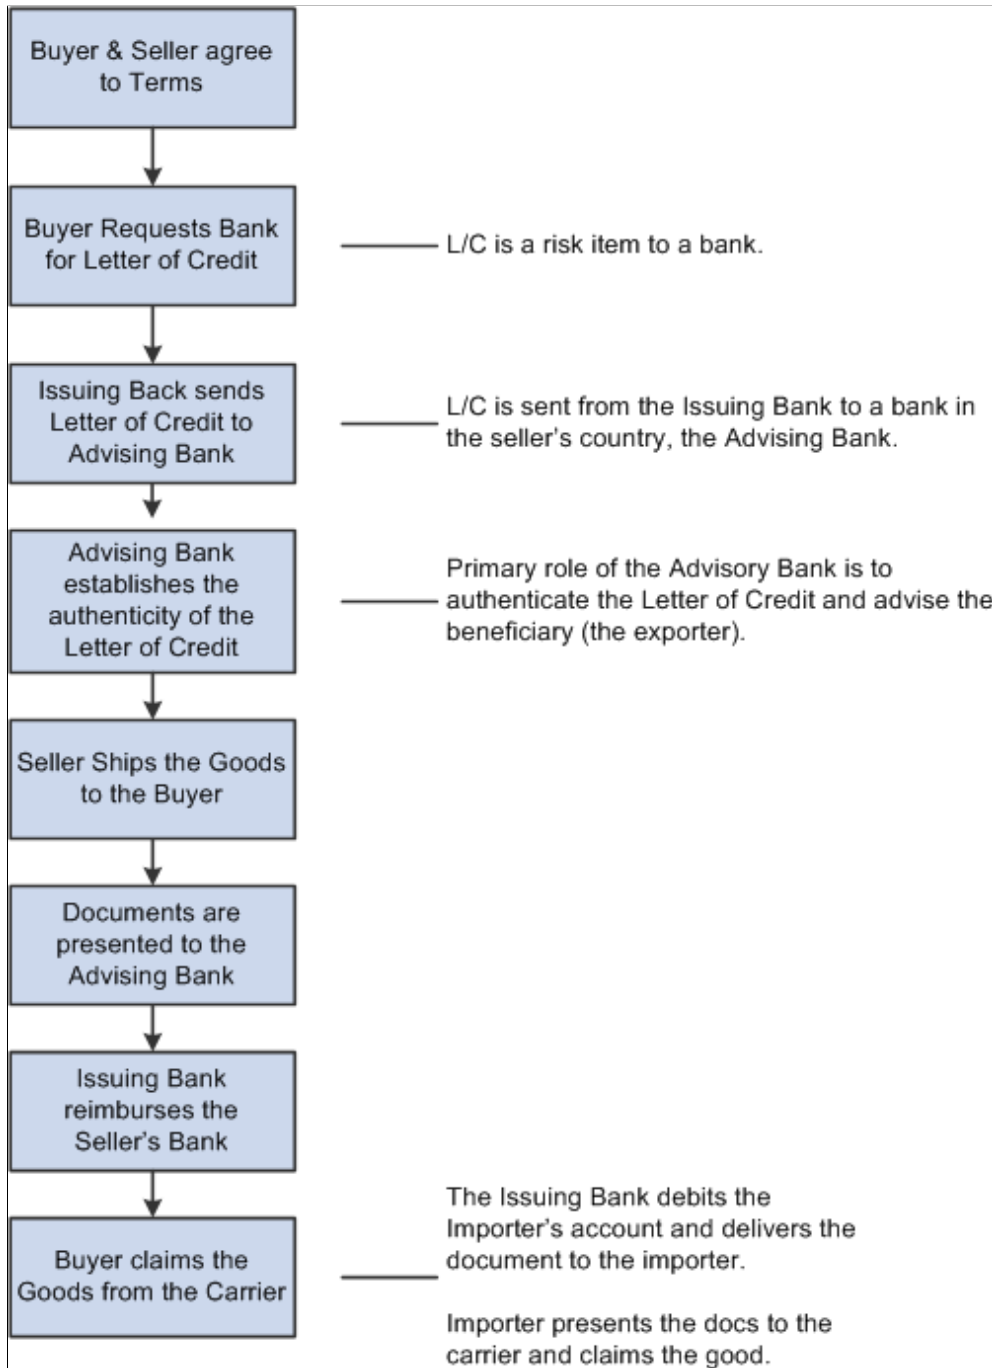 Buyer & Seller agree
to Terms
Buyer Requests Bank
for Letter of Credit
L/C is a risk item to a bank.
Issuing Back sends
Letter of Credit to
Advising Bank
L/C is sent from the Issuing Bank to a bank in
the seller's country, the Advising Bank.
Advising Bank
establishes the
authenticity of the
Letter of Credit
Primary role of the Advisory Bank is to
authenticate the Letter of Credit and advise the
beneficiary (the exporter).
Seller Ships the Goods
to the Buyer
Documents are
presented to the
Advising Bank
Issuing Bank
reimburses the
Seller's Bank
Buyer claims the
Goods from the Carrier
The Issuing Bank debits the
Importer's account and delivers the
document to the importer.
Importer presents the docs to the
carrier and claims the good.